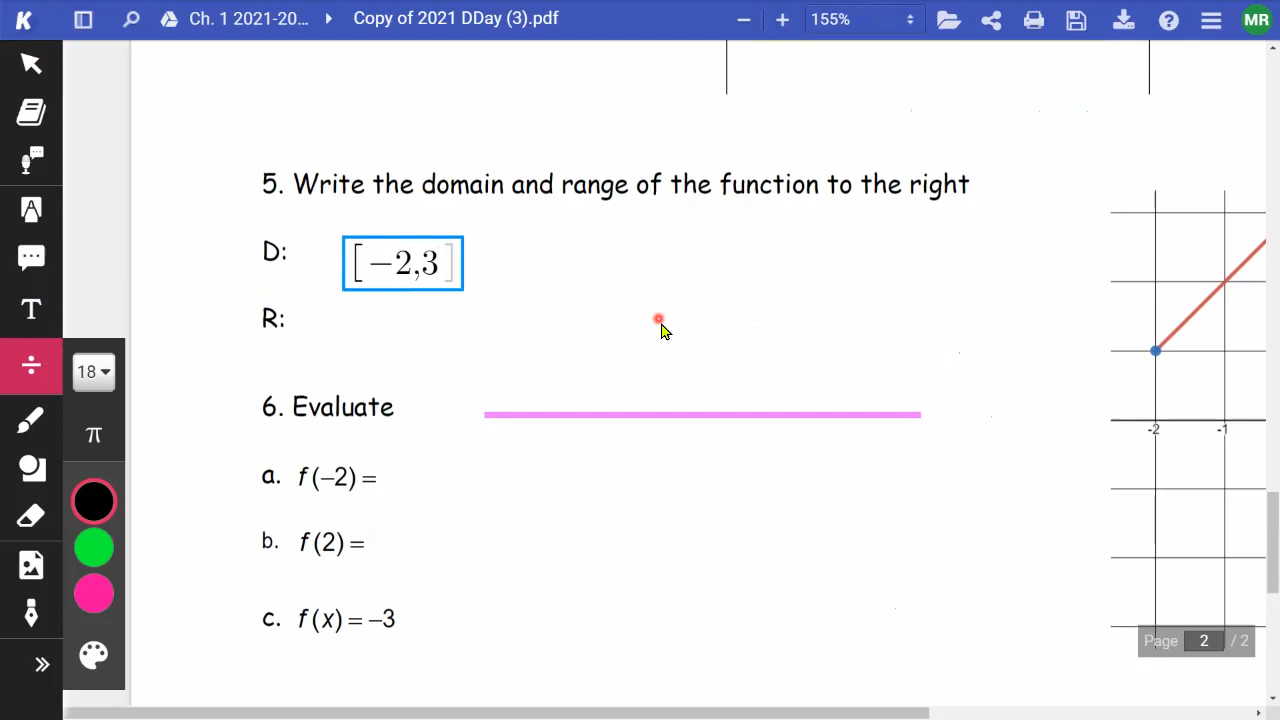 K Ch. 1 2021-20... Copy of 2021 DDay (3).pdf 155% MR
5. Write the domain and range of the function to the right
D: [−2,3]
R:
18
6. Evaluate
-2 -1
π
a. f(−2) =
b. f(2) =
c. f(x) = −3
Page 2 / 2